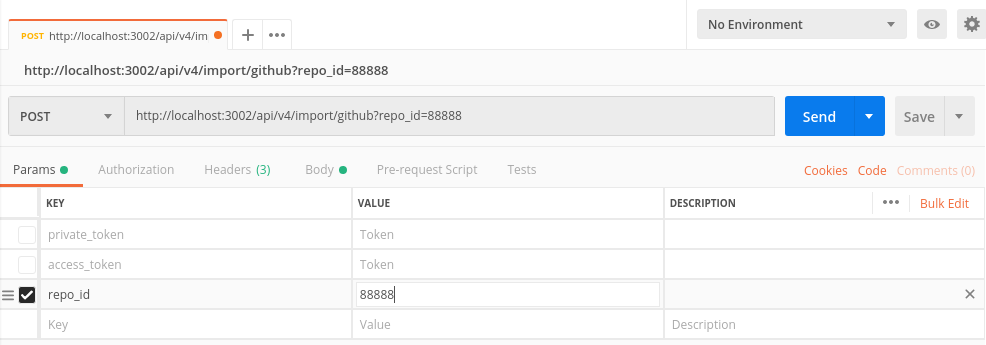 POST http://localhost:3002/api/v4/im
No Environment
http://localhost:3002/api/v4/import/github?repo_id=88888
POST http://localhost:3002/api/v4/import/github?repo_id=88888 Send Save
Params Authorization Headers (3) Body Pre-request Script Tests Cookies Code Comments (0)
KEY VALUE DESCRIPTION Bulk Edit
private_token Token
access_token Token
repo_id 88888
Key Value Description